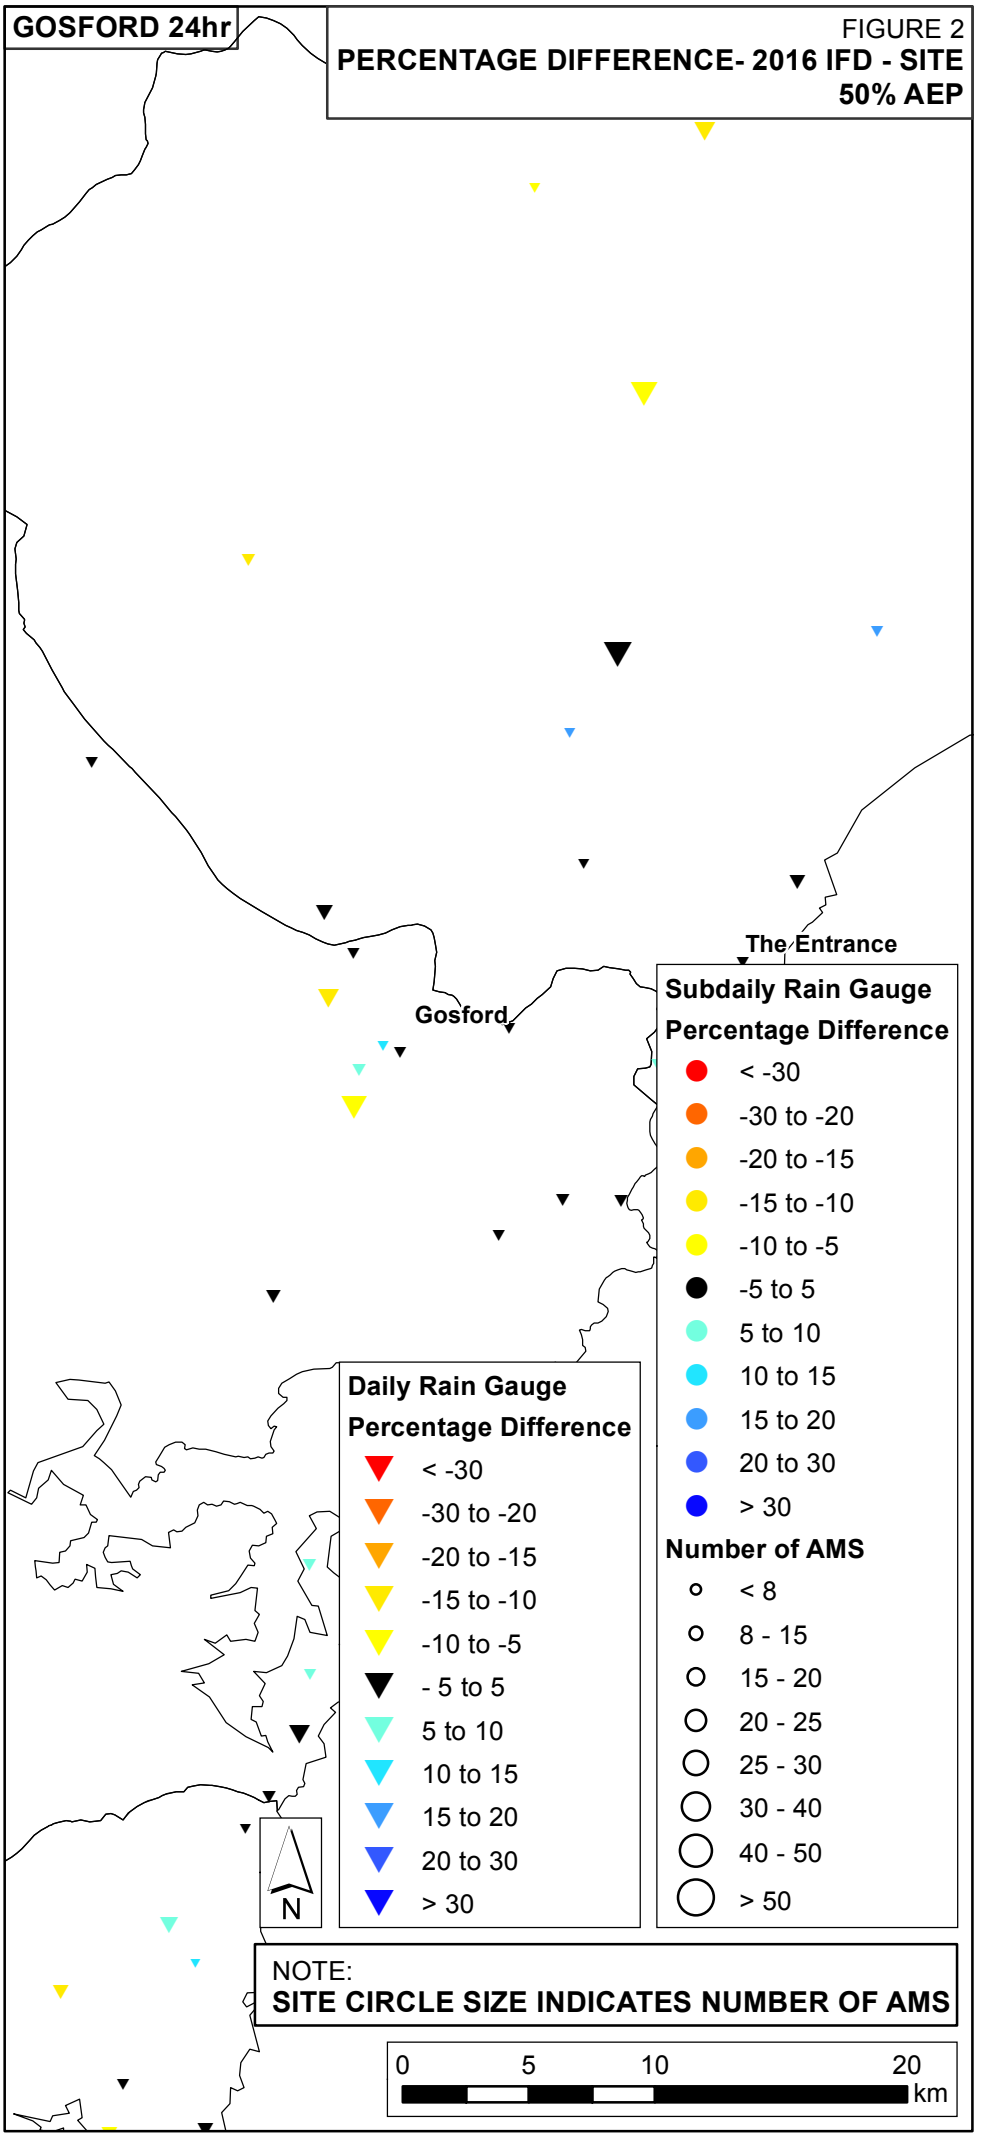 GOSFORD 24hr
FIGURE 2
PERCENTAGE DIFFERENCE- 2016 IFD - SITE
50% AEP
The Entrance
Gosford
Subdaily Rain Gauge
Percentage Difference
< -30
-30 to -20
-20 to -15
-15 to -10
-10 to -5
-5 to 5
5 to 10
10 to 15
15 to 20
20 to 30
> 30
Number of AMS
< 8
8 - 15
15 - 20
20 - 25
25 - 30
30 - 40
40 - 50
> 50
Daily Rain Gauge
Percentage Difference
< -30
-30 to -20
-20 to -15
-15 to -10
-10 to -5
- 5 to 5
5 to 10
10 to 15
15 to 20
20 to 30
> 30
N
NOTE:
SITE CIRCLE SIZE INDICATES NUMBER OF AMS
0 5 10 20
km